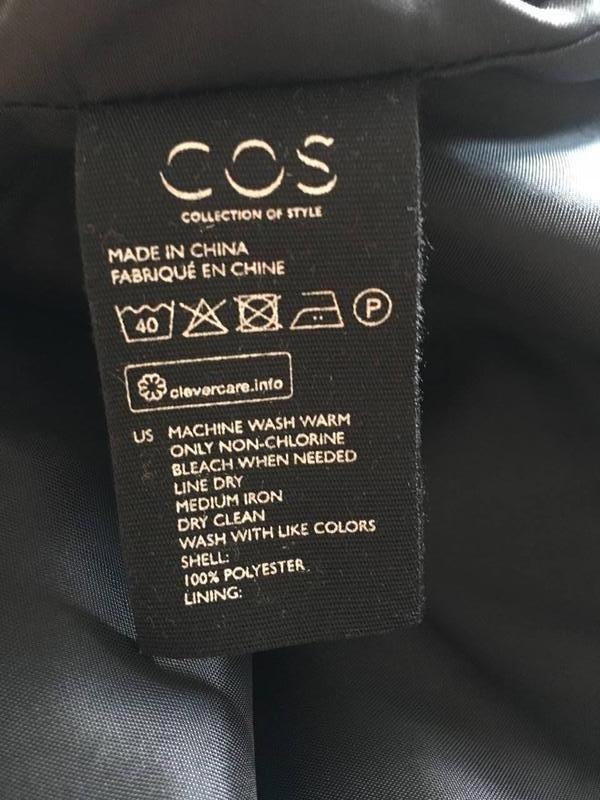 COS
COLLECTION OF STYLE
MADE IN CHINA
FABRIQUÉ EN CHINE
40 P
clevercare.info
US MACHINE WASH WARM
ONLY NON-CHLORINE
BLEACH WHEN NEEDED
LINE DRY
MEDIUM IRON
DRY CLEAN
WASH WITH LIKE COLORS
SHELL:
100% POLYESTER
LINING: